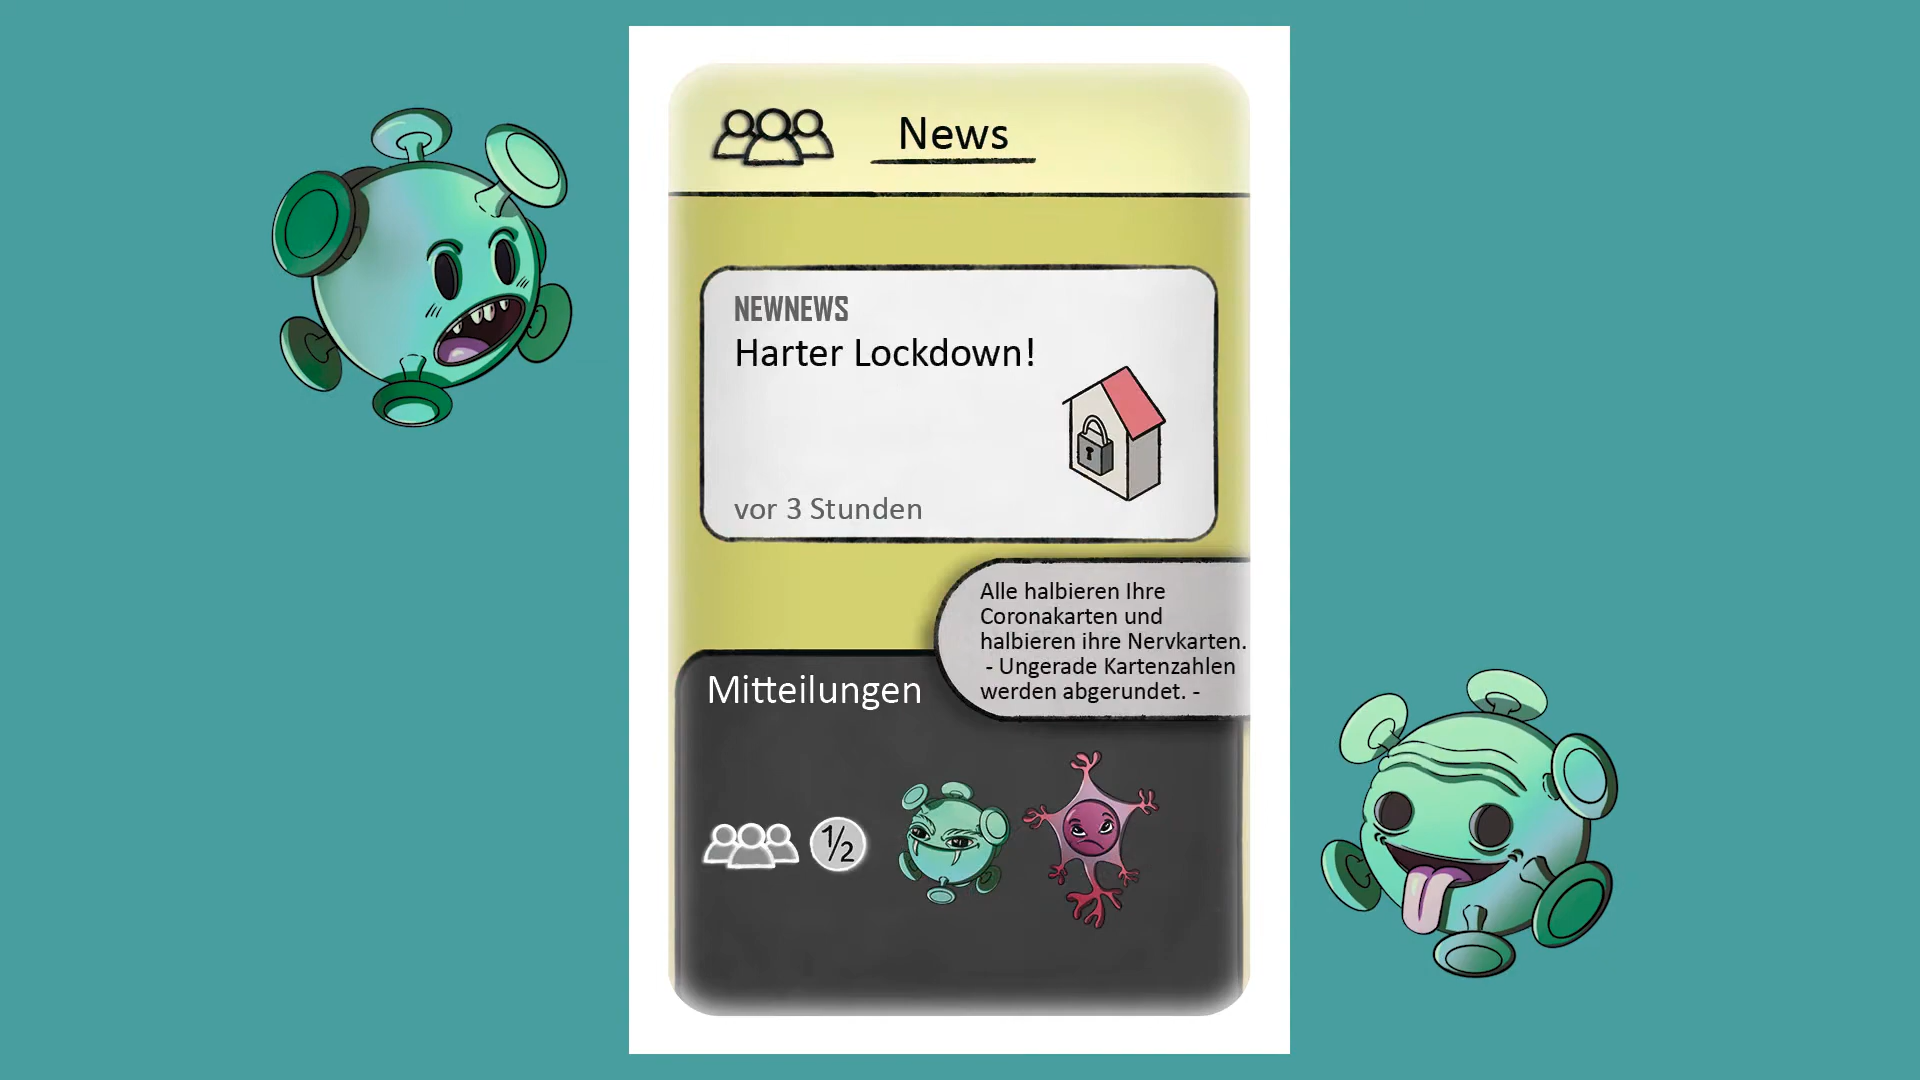 News
NEWNEWS
Harter Lockdown!
vor 3 Stunden
Alle halbieren Ihre
Coronakarten und
halbieren ihre Nervkarten.
- Ungerade Kartenzahlen
werden abgerundet. -
Mitteilungen
1/2